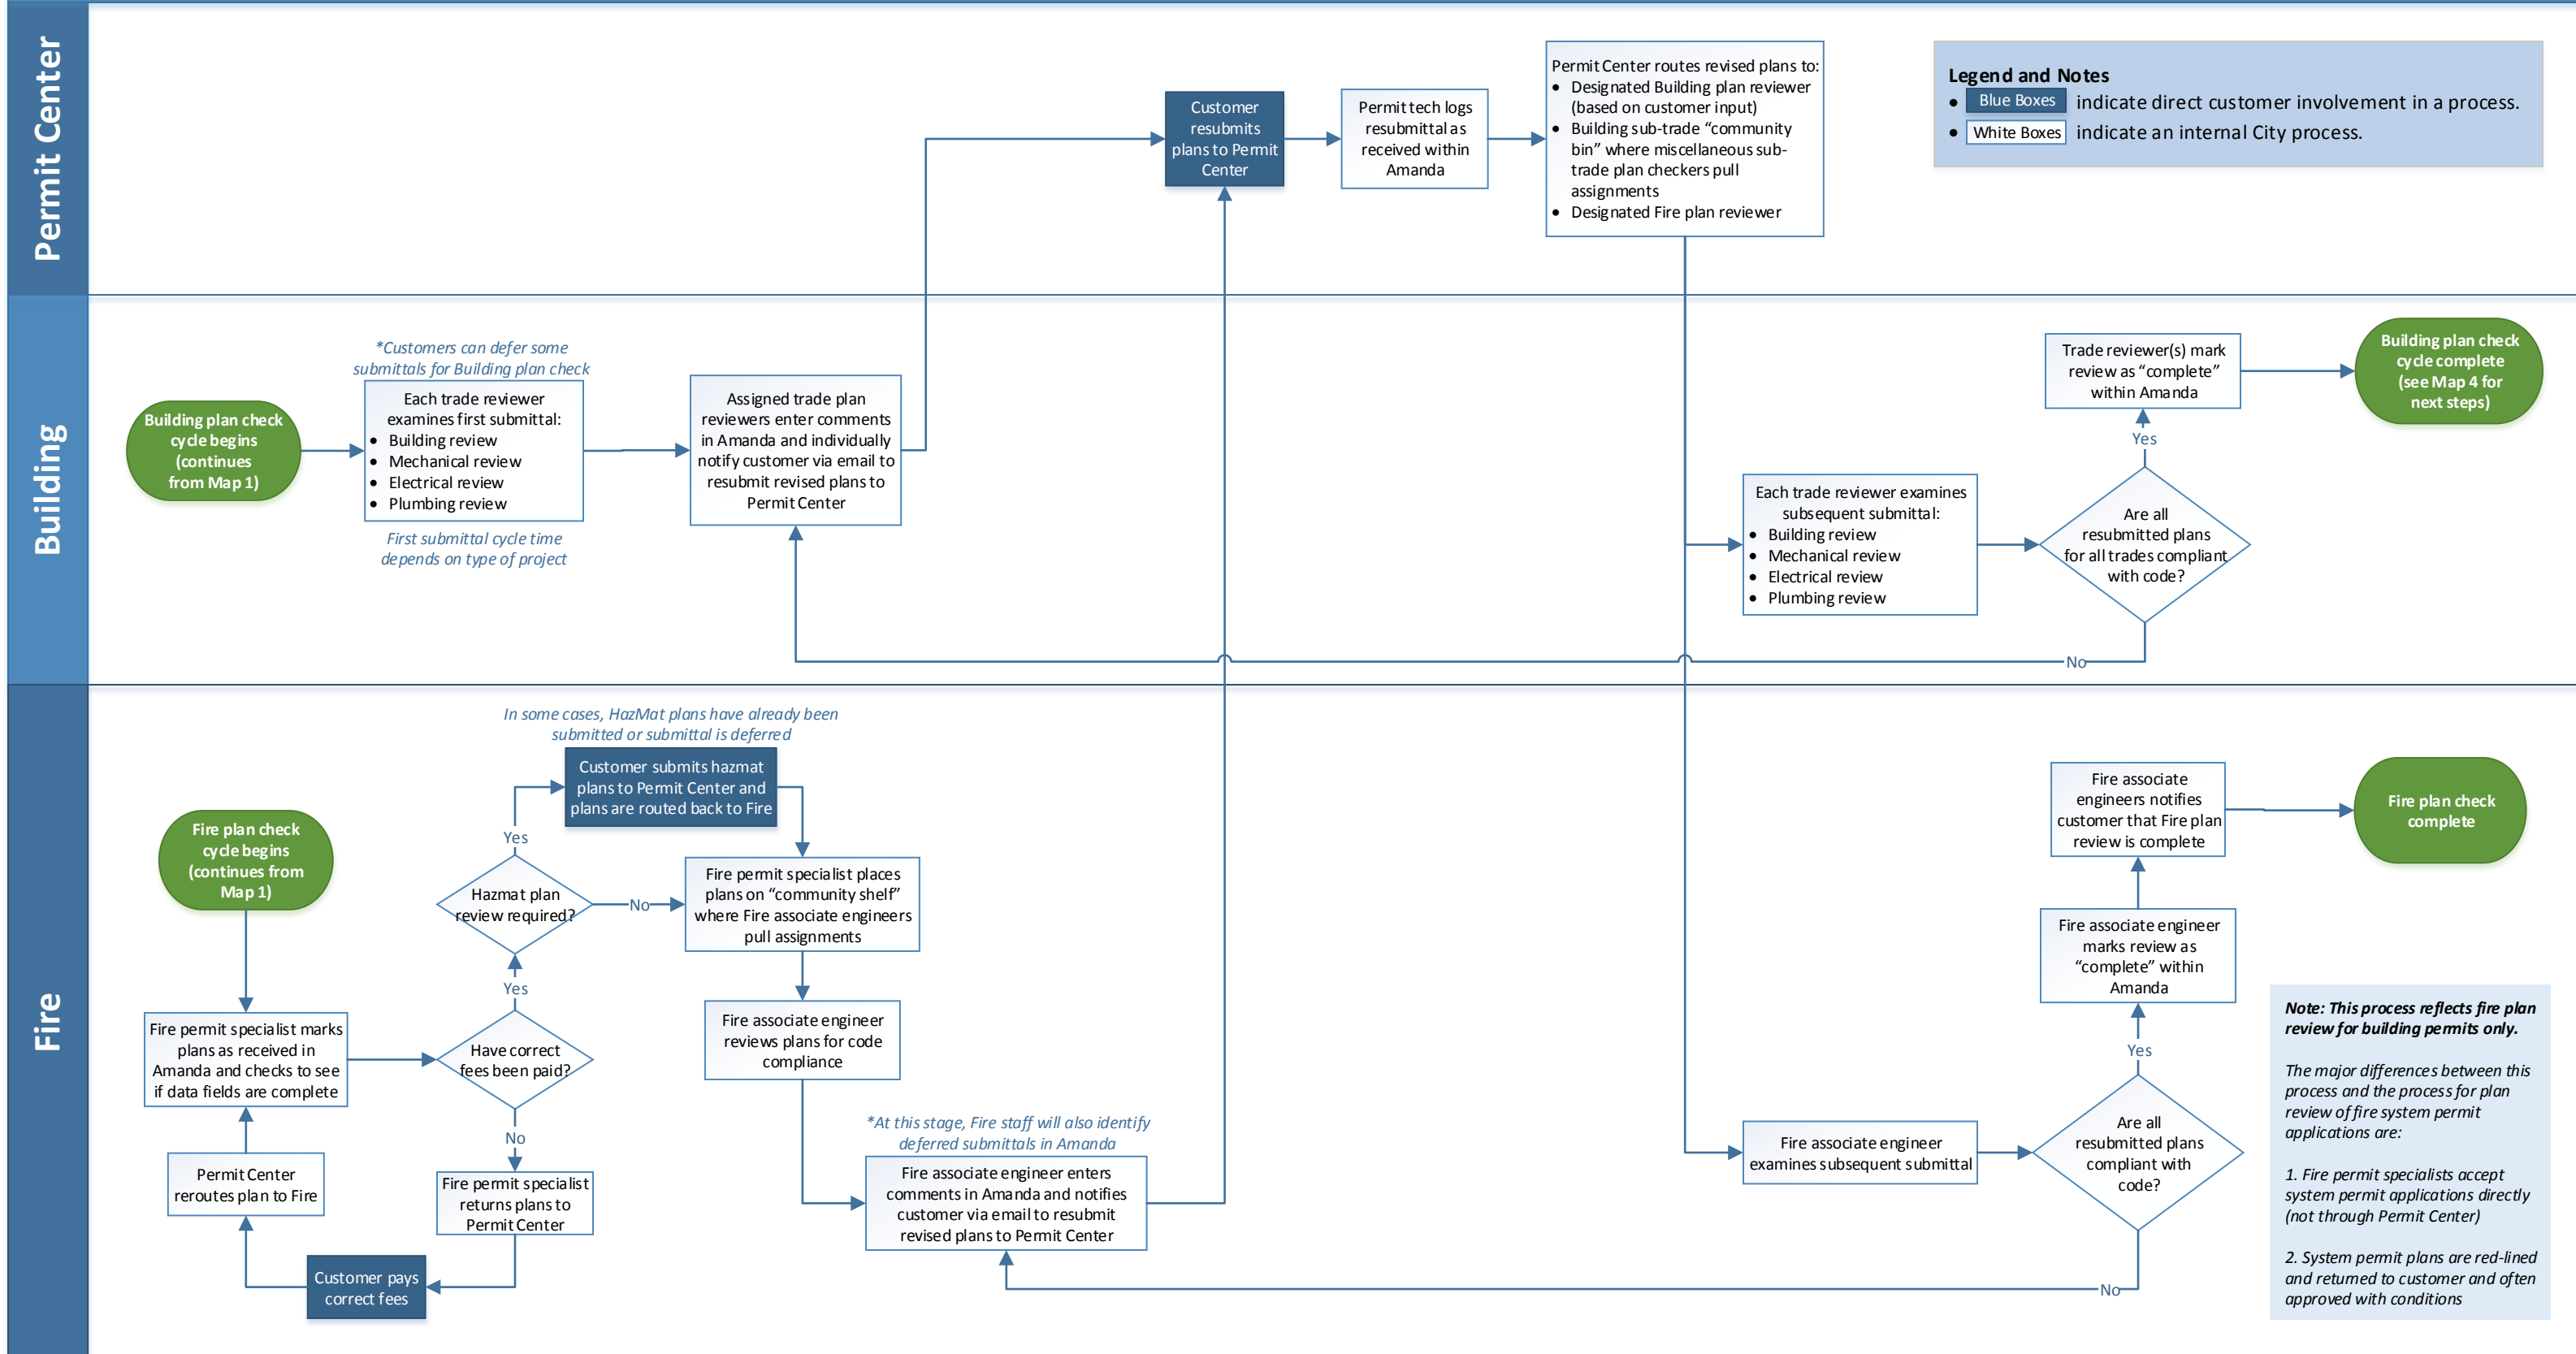 Permit Center
Customer
resubmits
plans to Permit
Center
Permit tech logs
resubmittal as
received within
Amanda
Permit Center routes revised plans to:
• Designated Building plan reviewer
(based on customer input)
• Building sub-trade “community
bin” where miscellaneous sub-
trade plan checkers pull
assignments
• Designated Fire plan reviewer
Legend and Notes
• Blue Boxes indicate direct customer involvement in a process.
• White Boxes indicate an internal City process.
Building
Building plan check
cycle begins
(continues
from Map 1)
*Customers can defer some
submittals for Building plan check
Each trade reviewer
examines first submittal:
• Building review
• Mechanical review
• Electrical review
• Plumbing review
First submittal cycle time
depends on type of project
Assigned trade plan
reviewers enter comments
in Amanda and individually
notify customer via email to
resubmit revised plans to
Permit Center
Each trade reviewer examines
subsequent submittal:
• Building review
• Mechanical review
• Electrical review
• Plumbing review
Are all
resubmitted plans
for all trades compliant
with code?
Yes
No
Trade reviewer(s) mark
review as “complete”
within Amanda
Building plan check
cycle complete
(see Map 4 for
next steps)
Fire
Fire plan check
cycle begins
(continues from
Map 1)
Fire permit specialist marks
plans as received in
Amanda and checks to see
if data fields are complete
Permit Center
reroutes plan to Fire
Customer pays
correct fees
Have correct
fees been paid?
Yes
No
Fire permit specialist
returns plans to
Permit Center
Hazmat plan
review required?
Yes
No
In some cases, HazMat plans have already been
submitted or submittal is deferred
Customer submits hazmat
plans to Permit Center and
plans are routed back to Fire
Fire permit specialist places
plans on “community shelf”
where Fire associate engineers
pull assignments
Fire associate engineer
reviews plans for code
compliance
*At this stage, Fire staff will also identify
deferred submittals in Amanda
Fire associate engineer enters
comments in Amanda and notifies
customer via email to resubmit
revised plans to Permit Center
Fire associate engineer
examines subsequent submittal
Are all
resubmitted plans
compliant with
code?
Yes
No
Fire associate engineer
marks review as
“complete” within
Amanda
Fire associate
engineers notifies
customer that Fire plan
review is complete
Fire plan check
complete
Note: This process reflects fire plan
review for building permits only.
The major differences between this
process and the process for plan
review of fire system permit
applications are:
1. Fire permit specialists accept
system permit applications directly
(not through Permit Center)
2. System permit plans are red-lined
and returned to customer and often
approved with conditions